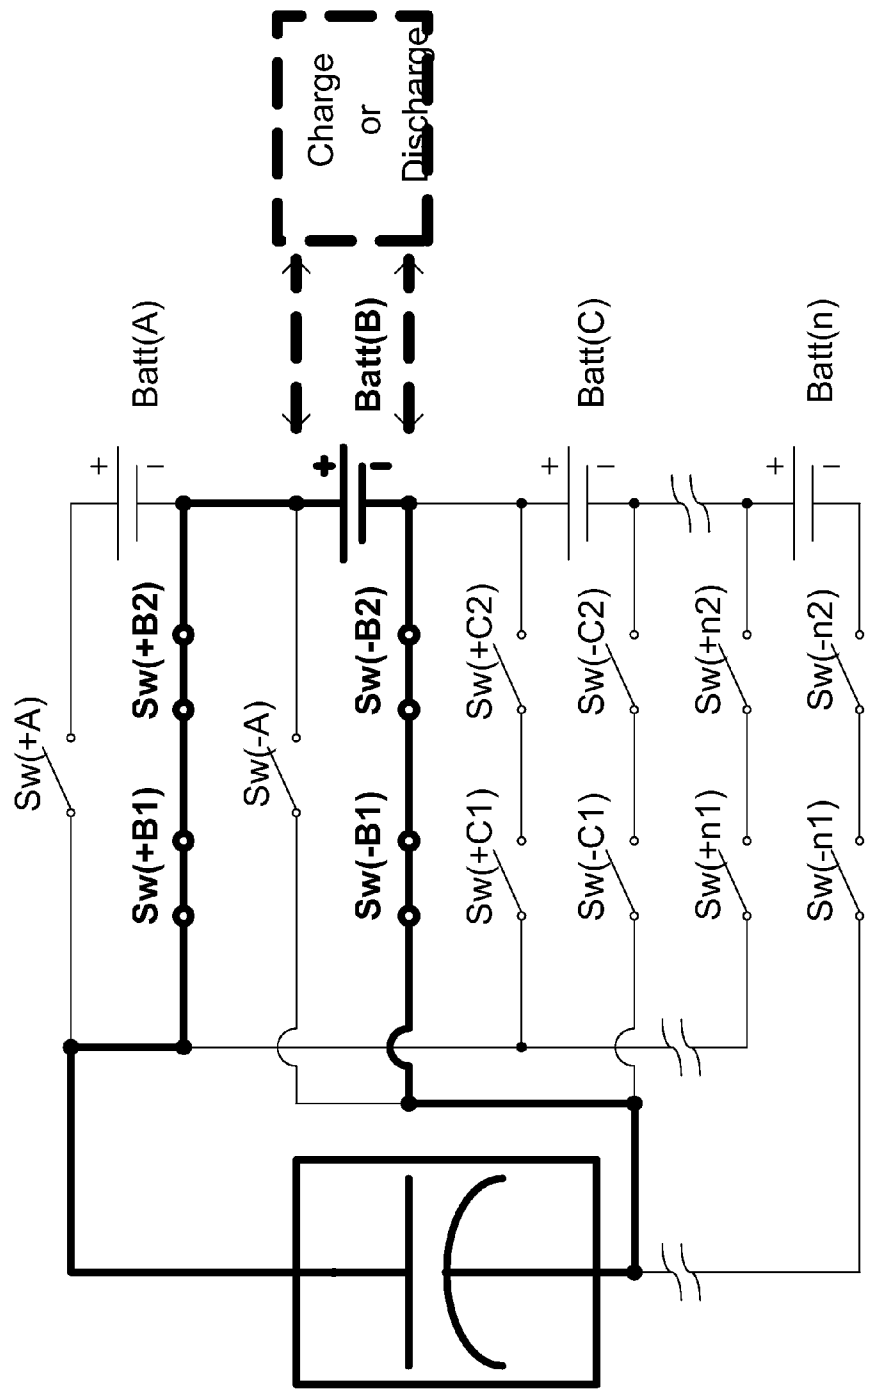 Charge
or
Discharge
Batt(A)
Batt(B)
Batt(C)
Batt(n)
+
−
+
−
+
−
+
−
Sw(+A)
Sw(+B2)
Sw(-B2)
Sw(+C2)
Sw(-C2)
Sw(+n2)
Sw(-n2)
Sw(-A)
Sw(+B1)
Sw(-B1)
Sw(+C1)
Sw(-C1)
Sw(+n1)
Sw(-n1)